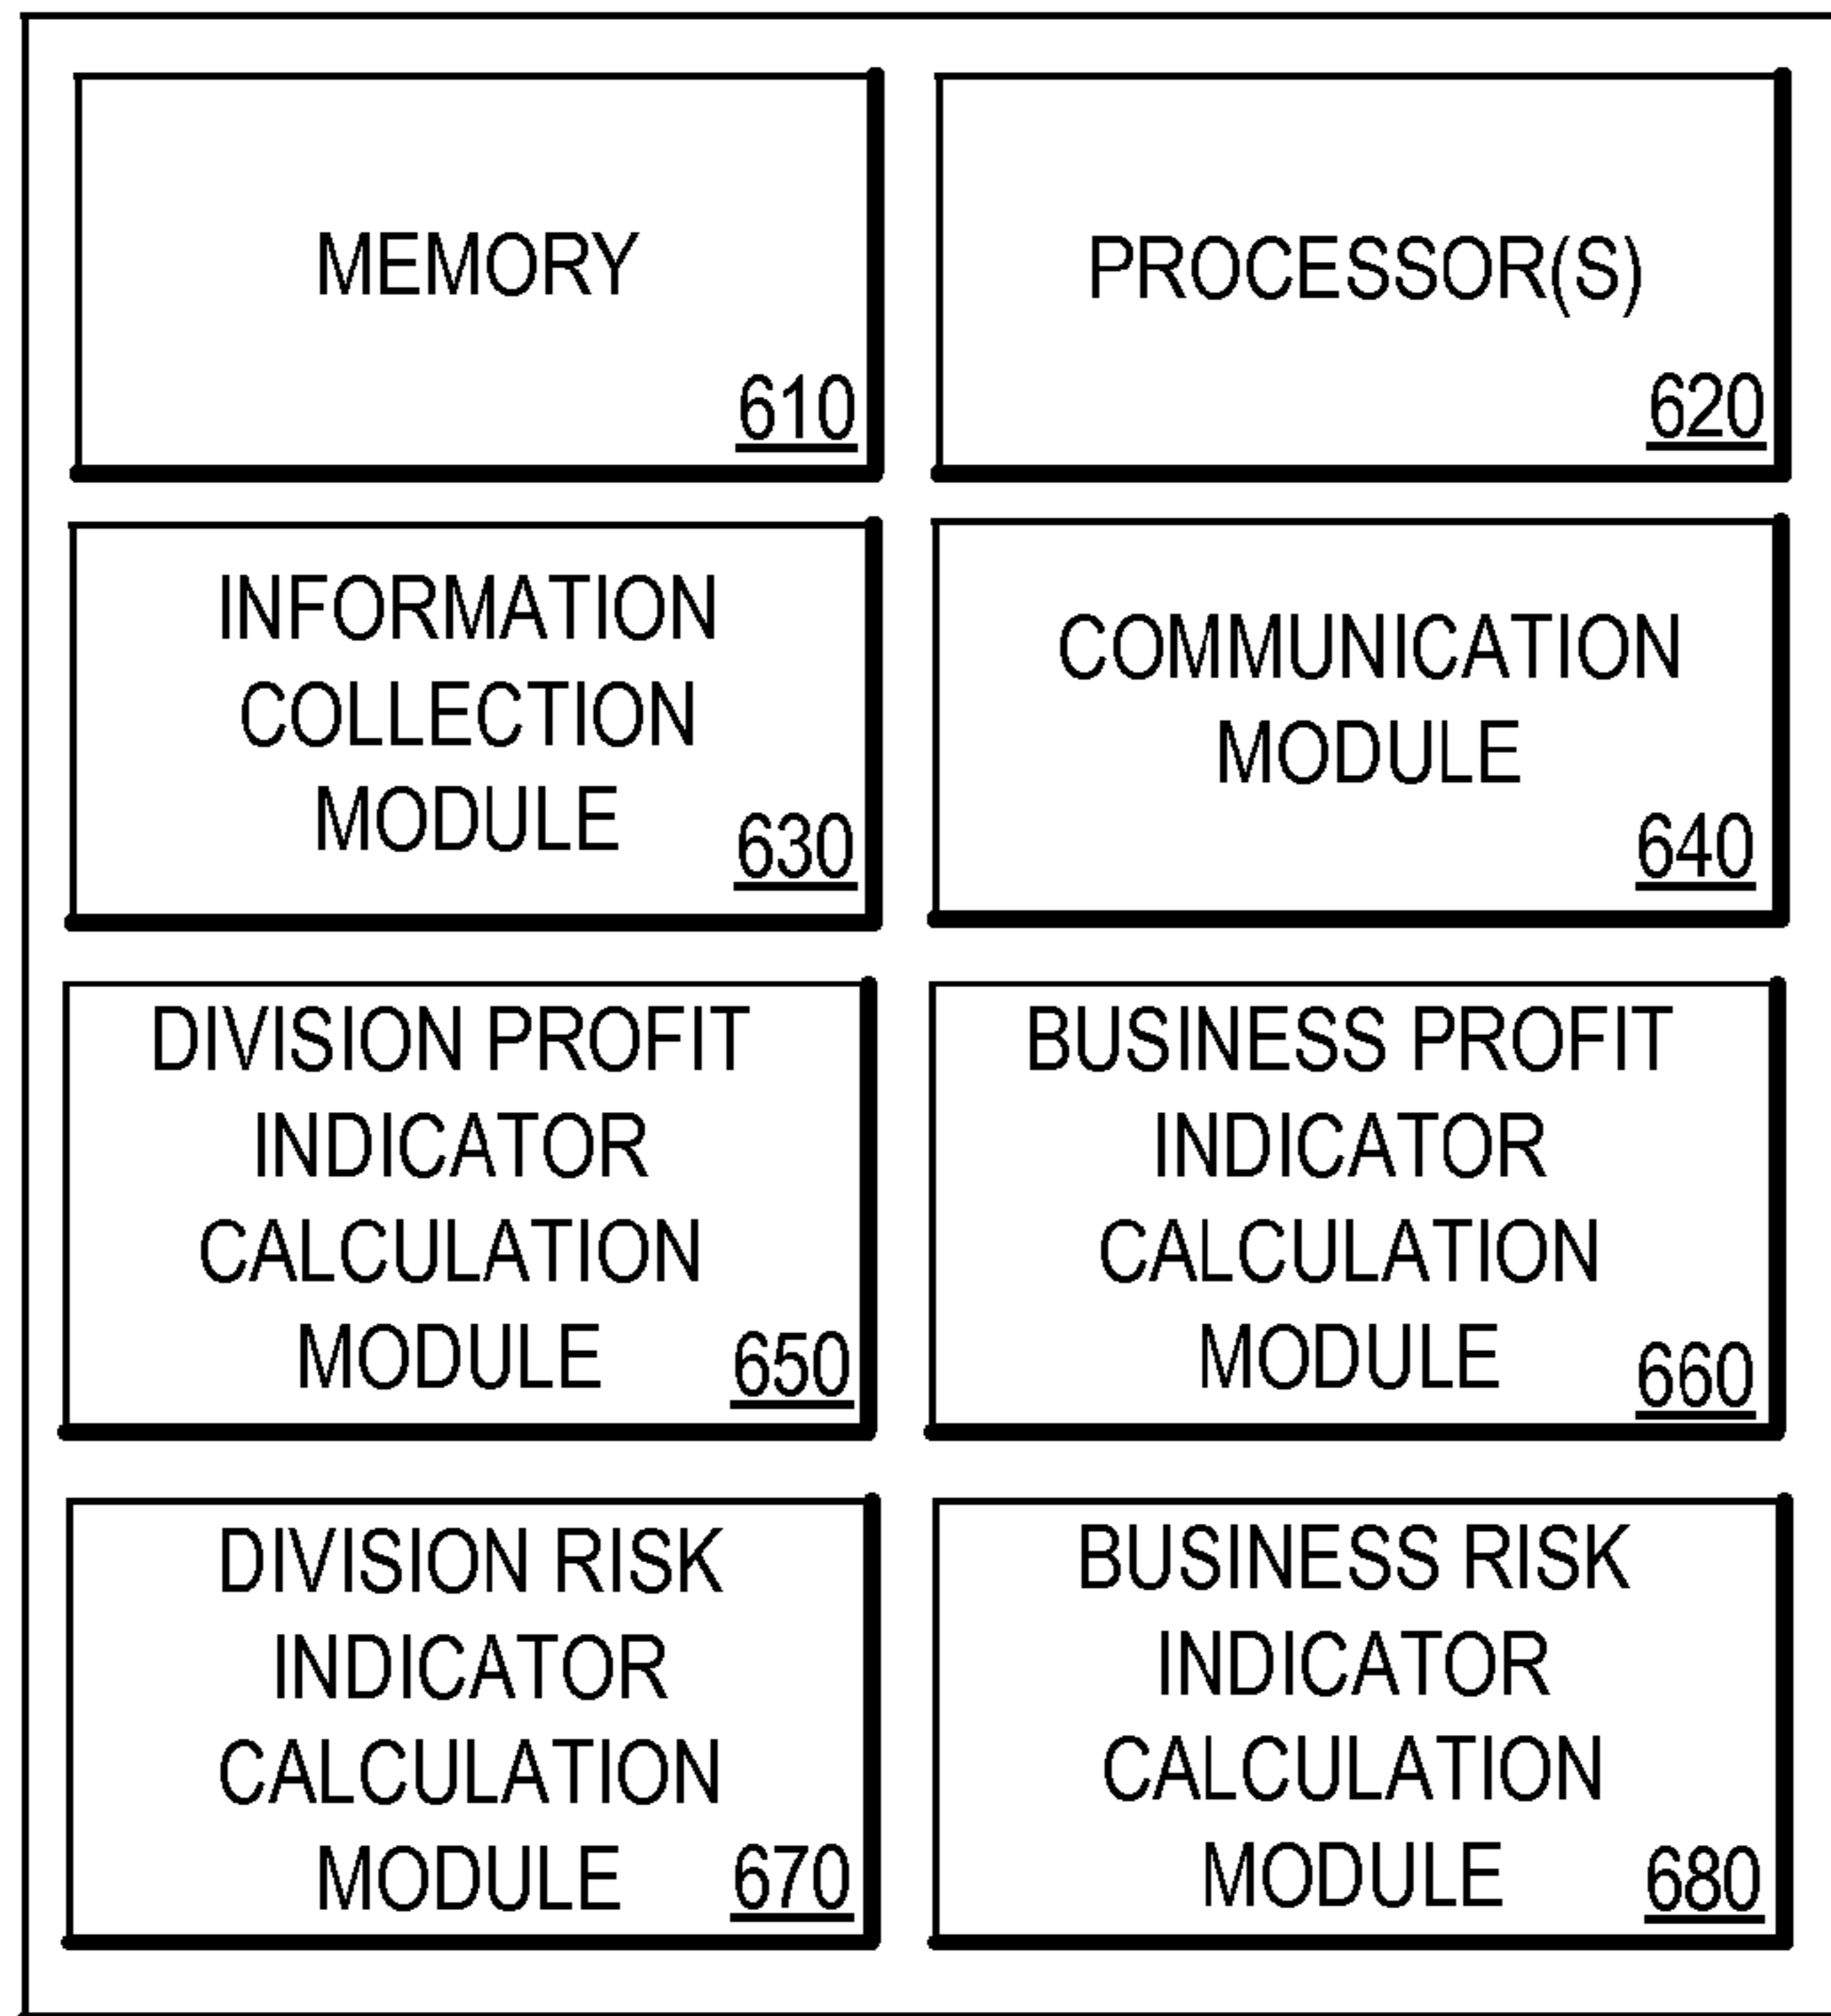 MEMORY
610
PROCESSOR(S)
620
INFORMATION
COLLECTION
MODULE
630
COMMUNICATION
MODULE
640
DIVISION PROFIT
INDICATOR
CALCULATION
MODULE
650
BUSINESS PROFIT
INDICATOR
CALCULATION
MODULE
660
DIVISION RISK
INDICATOR
CALCULATION
MODULE
670
BUSINESS RISK
INDICATOR
CALCULATION
MODULE
680